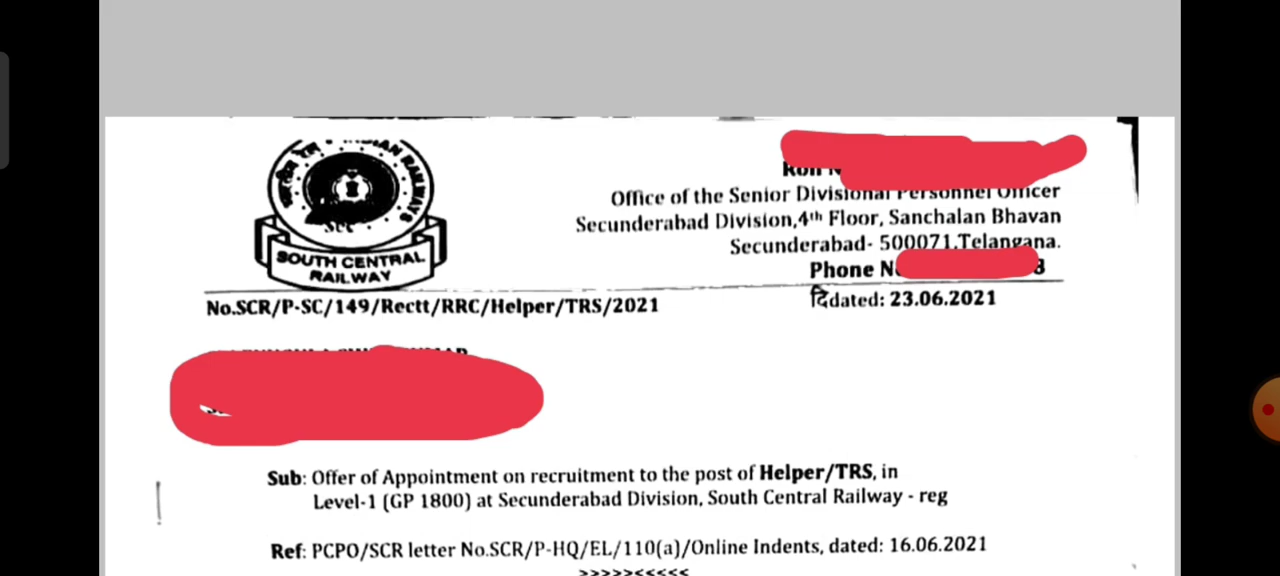 RAILWAYS
SOUTH CENTRAL
RAILWAY
Office of the Senior Divisional Personnel Officer
Secunderabad Division,4th Floor, Sanchalan Bhavan
Secunderabad- 500071.Telangana.
Phone
No.SCR/P-SC/149/Rectt/RRC/Helper/TRS/2021
दिdated: 23.06.2021
Sub: Offer of Appointment on recruitment to the post of Helper/TRS, in
Level-1 (GP 1800) at Secunderabad Division, South Central Railway - reg
Ref: PCPO/SCR letter No.SCR/P-HQ/EL/110(a)/Online Indents, dated: 16.06.2021
>>>>>><<<<<